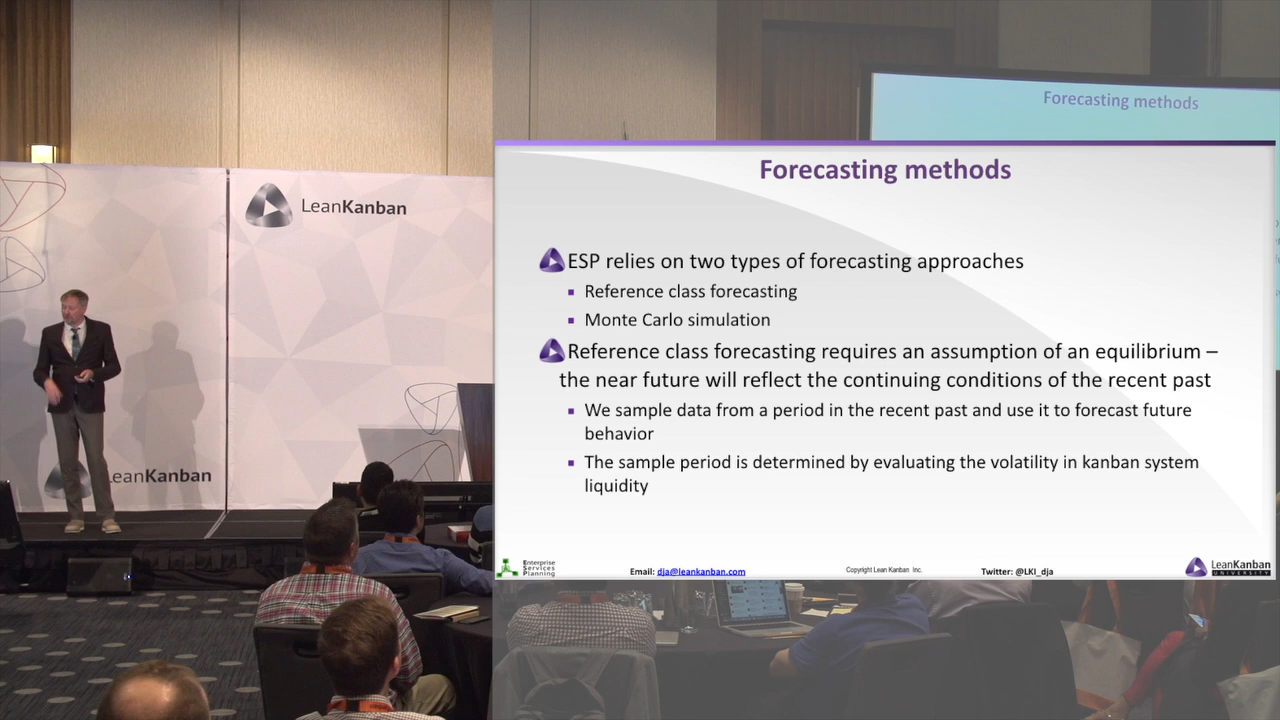 Forecasting methods
LeanKanban
LeanKanban
Forecasting methods
ESP relies on two types of forecasting approaches
Reference class forecasting
Monte Carlo simulation
Reference class forecasting requires an assumption of an equilibrium –
the near future will reflect the continuing conditions of the recent past
We sample data from a period in the recent past and use it to forecast future
behavior
The sample period is determined by evaluating the volatility in kanban system
liquidity
Enterprise
Services
Planning
Email: dja@leankanban.com
Copyright Lean Kanban Inc.
Twitter: @LKI_dja
LeanKanban
UNIVERSITY